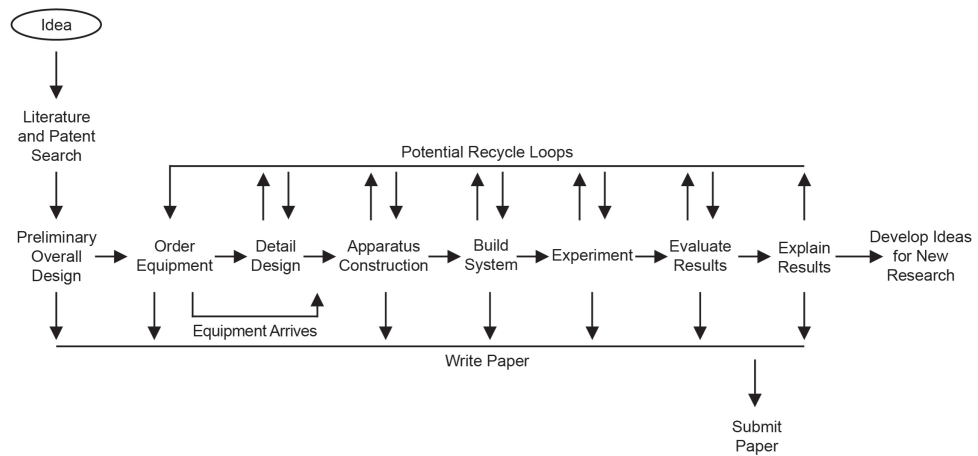 Idea
Literature
and Patent
Search
Potential Recycle Loops
Preliminary
Overall
Design
Order
Equipment
Detail
Design
Apparatus
Construction
Build
System
Experiment
Evaluate
Results
Explain
Results
Develop Ideas
for New
Research
Equipment Arrives
Write Paper
Submit
Paper